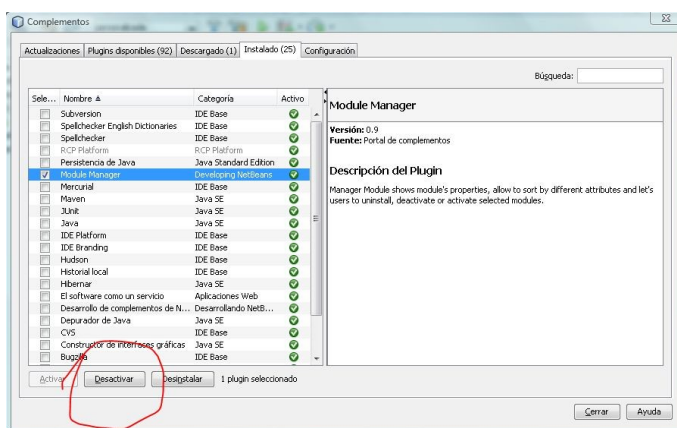 Complementos
Actualizaciones Plugins disponibles (92) Descargado (1) Instalado (25) Configuración
Búsqueda:
Sele... Nombre Categoría Activo
Subversion IDE Base
Spellchecker English Dictionaries IDE Base
Spellchecker IDE Base
RCP Platform RCP Platform
Persistencia de Java Java Standard Edition
Module Manager Developing NetBeans
Mercurial IDE Base
Maven Java SE
JUnit Java SE
Java Java SE
IDE Platform IDE Base
IDE Branding IDE Base
Hudson IDE Base
Historial local IDE Base
Hibernar Java SE
El software como un servicio Aplicaciones Web
Desarrollo de complementos de N... Desarrollando NetB...
Depurador de Java Java SE
CVS IDE Base
Constructor de interfaces gráficas Java SE
Bugzilla IDE Base
Module Manager
Versión: 0.9
Fuente: Portal de complementos
Descripción del Plugin
Manager Module shows module's properties, allow to sort by different attributes and let's
users to uninstall, deactivate or activate selected modules.
Activar Desactivar Desinstalar 1 plugin seleccionado
Cerrar Ayuda